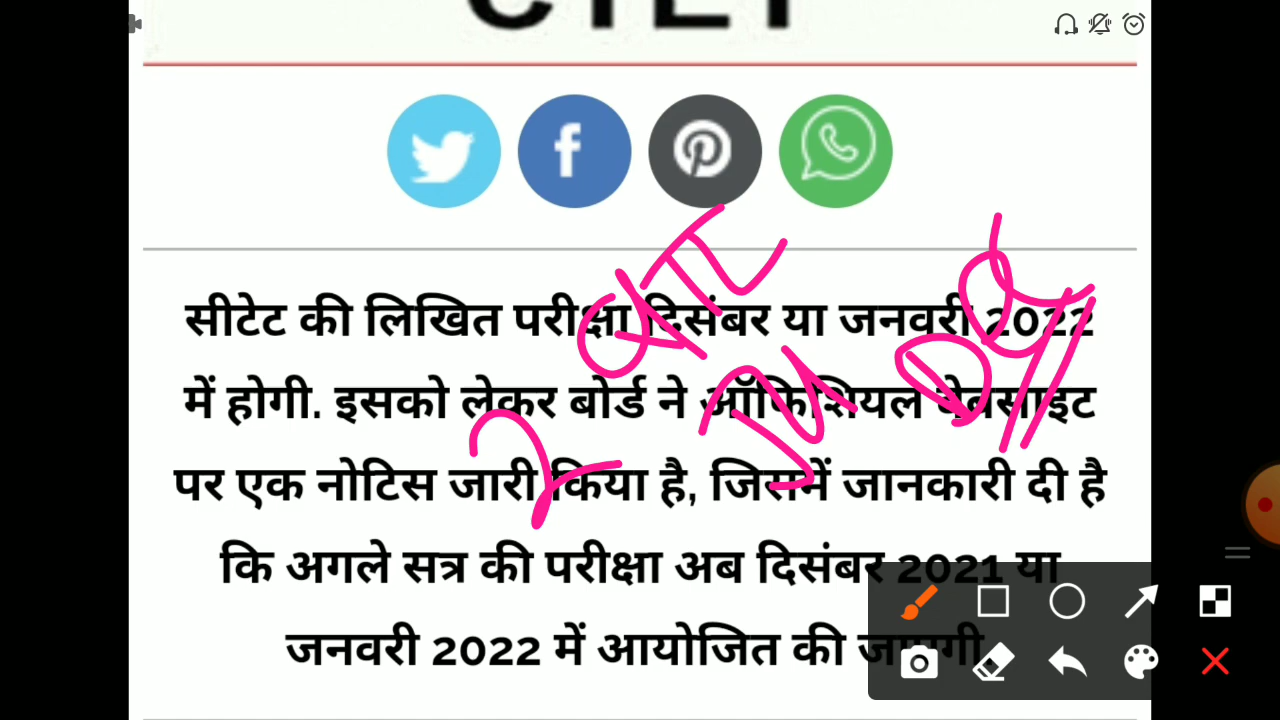 CTET
सीटेट की लिखित परीक्षा दिसंबर या जनवरी 2022
में होगी. इसको लेकर बोर्ड ने ऑफिशियल वेबसाइट
पर एक नोटिस जारी किया है, जिसमें जानकारी दी है
कि अगले सत्र की परीक्षा अब दिसंबर 2021 या
जनवरी 2022 में आयोजित की जाएगी